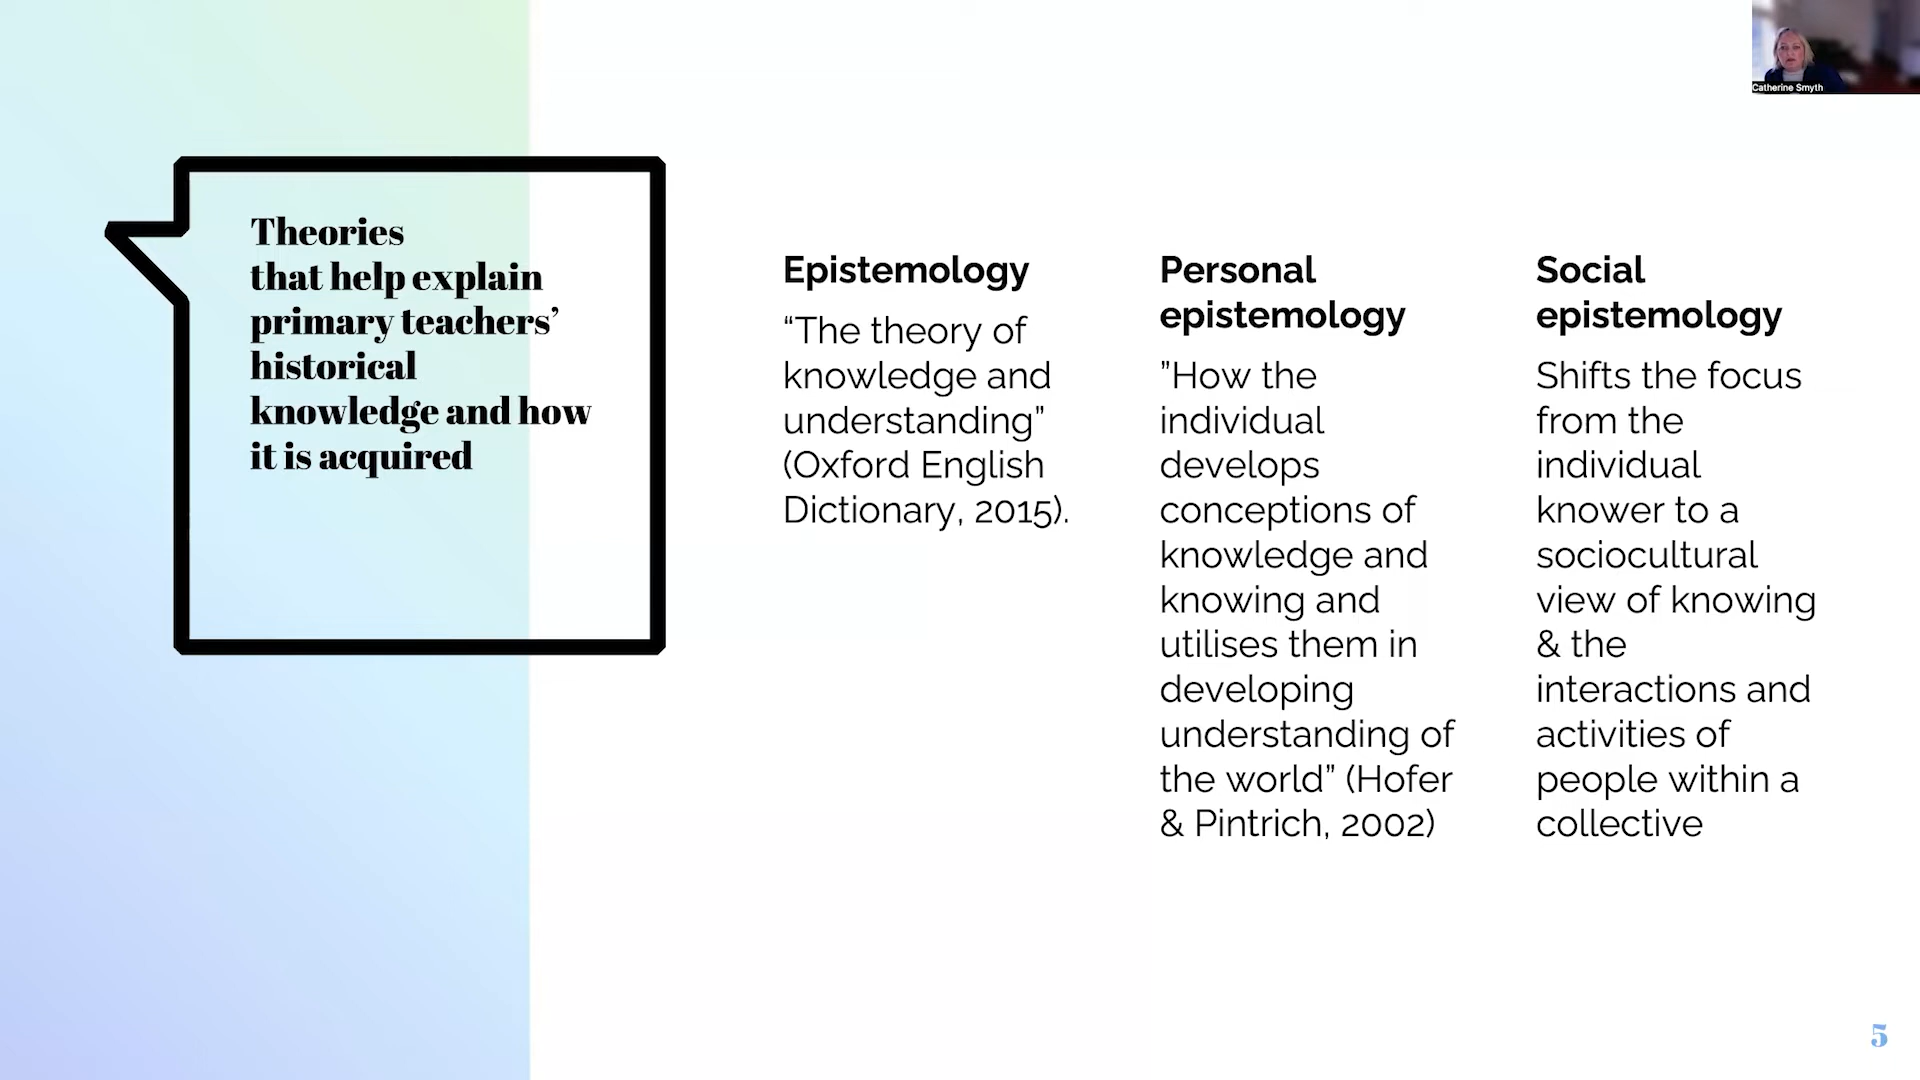 Catherine Smyth
Theories
that help explain
primary teachers’
historical
knowledge and how
it is acquired
Epistemology
“The theory of
knowledge and
understanding”
(Oxford English
Dictionary, 2015).
Personal
epistemology
”How the
individual
develops
conceptions of
knowledge and
knowing and
utilises them in
developing
understanding of
the world” (Hofer
& Pintrich, 2002)
Social
epistemology
Shifts the focus
from the
individual
knower to a
sociocultural
view of knowing
& the
interactions and
activities of
people within a
collective
5